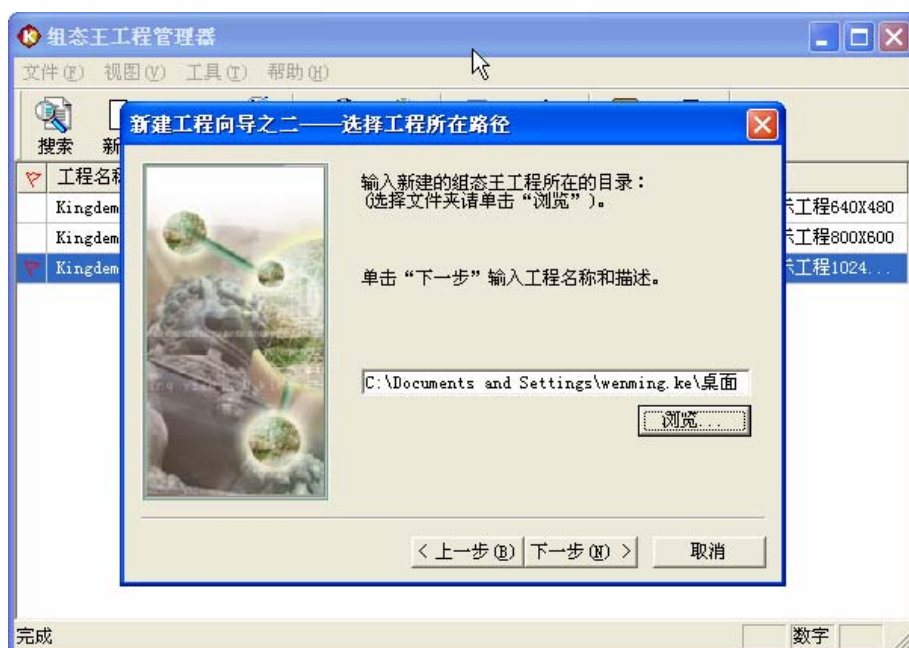 组态王工程管理器
文件(F) 视图(V) 工具(T) 帮助(H)
搜索 新
新建工程向导之二——选择工程所在路径
工程名称
Kingdem
Kingdem
Kingdem
示工程640X480
示工程800X600
示工程1024...
输入新建的组态王工程所在的目录：
(选择文件夹请单击“浏览”)。
单击“下一步”输入工程名称和描述。
C:\Documents and Settings\wenming.ke\桌面
浏览...
< 上一步(B) 下一步(N) > 取消
完成 数字